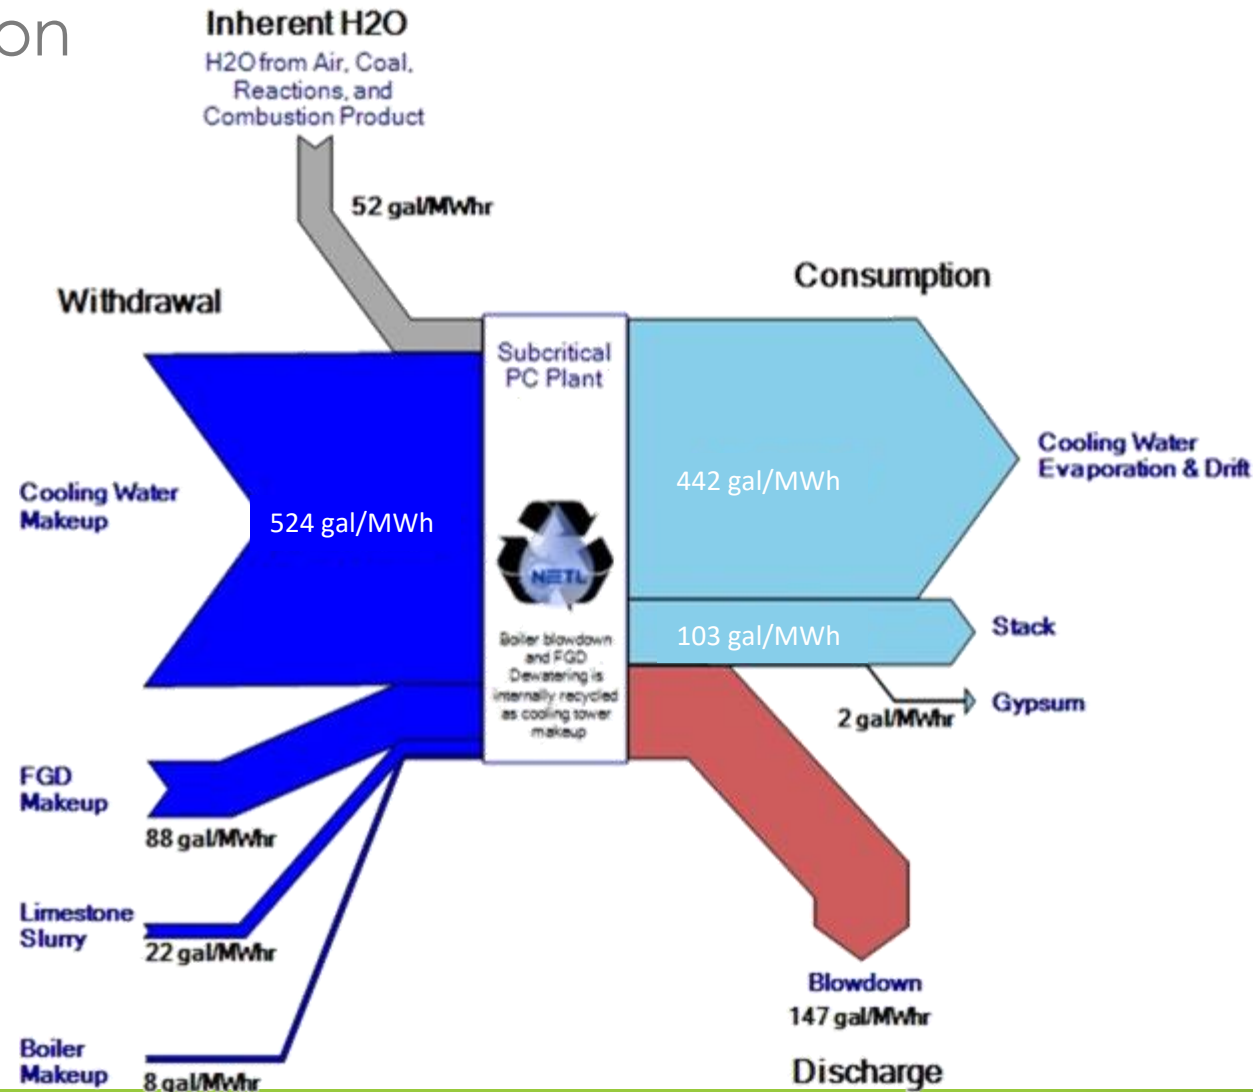 on
Inherent H2O
H2O from Air, Coal,
Reactions, and
Combustion Product
52 gal/MWhr
Withdrawal
Consumption
Subcritical
PC Plant
Cooling Water
Makeup
524 gal/MWh
442 gal/MWh
Cooling Water
Evaporation & Drift
NETL
103 gal/MWh
Stack
Boiler blowdown
and FGD
Dewatering is
internally recycled
as cooling tower
makeup
2 gal/MWhr
Gypsum
FGD
Makeup
88 gal/MWhr
Limestone
Slurry
22 gal/MWhr
Blowdown
147 gal/MWhr
Boiler
Makeup
8 gal/MWhr
Discharge